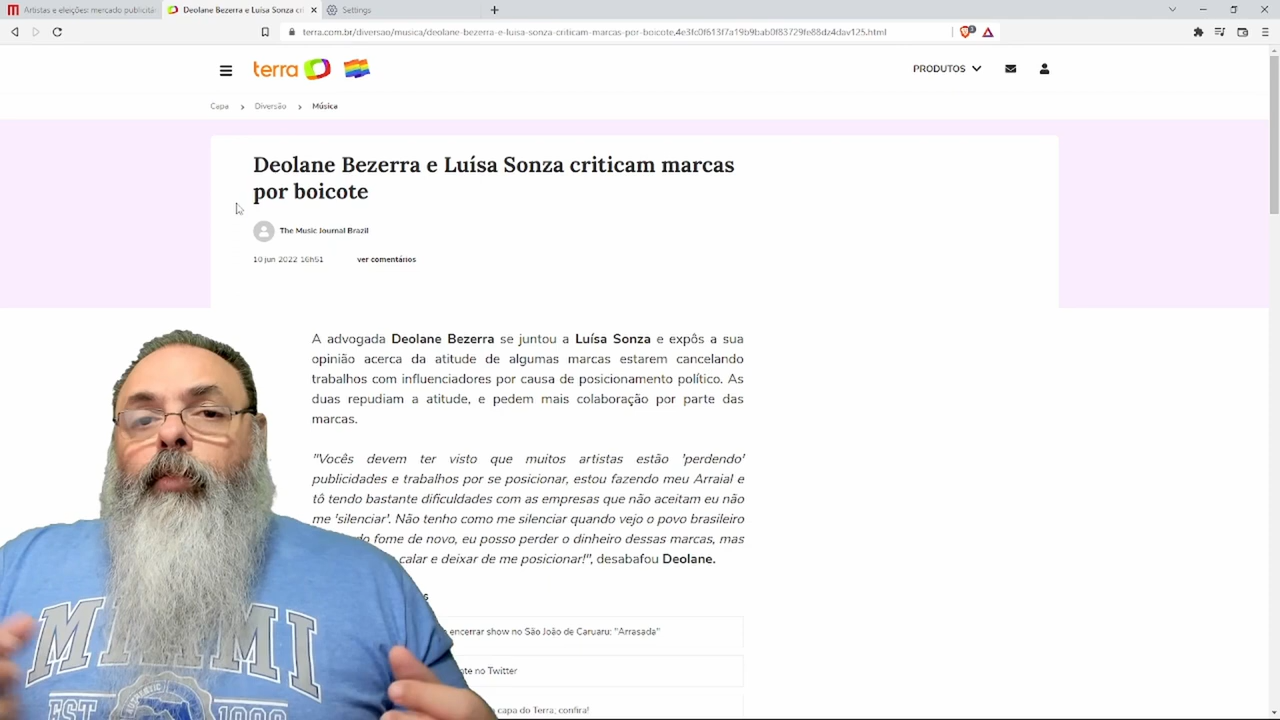 Artistas e eleições: mercado publicitár
Deolane Bezerra e Luísa Sonza cri
Settings
terra.com.br/diversao/musica/deolane-bezerra-e-luisa-sonza-criticam-marcas-por-boicote,4e3fc0f613f7a19b9bab0f83729fe88dz4dav125.html
terra
PRODUTOS
Capa > Diversão > Música
Deolane Bezerra e Luísa Sonza criticam marcas
por boicote
The Music Journal Brazil
10 jun 2022 16h51 ver comentários
A advogada Deolane Bezerra se juntou a Luísa Sonza e expôs a sua
opinião acerca da atitude de algumas marcas estarem cancelando
trabalhos com influenciadores por causa de posicionamento político. As
duas repudiam a atitude, e pedem mais colaboração por parte das
marcas.
"Vocês devem ter visto que muitos artistas estão 'perdendo'
publicidades e trabalhos por se posicionar, estou fazendo meu Arraial e
tô tendo bastante dificuldades com as empresas que não aceitam eu não
me 'silenciar'. Não tenho como me silenciar quando vejo o povo brasileiro
do fome de novo, eu posso perder o dinheiro dessas marcas, mas
calar e deixar de me posicionar!", desabafou Deolane.
encerrar show no São João de Caruaru: "Arrasada"
no Twitter
capa do Terra, confira!
MIAMI
EST.